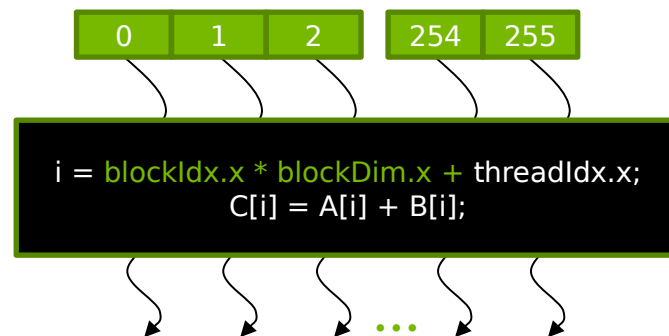 0 1 2 254 255
i = blockIdx.x * blockDim.x + threadIdx.x;
C[i] = A[i] + B[i];
...